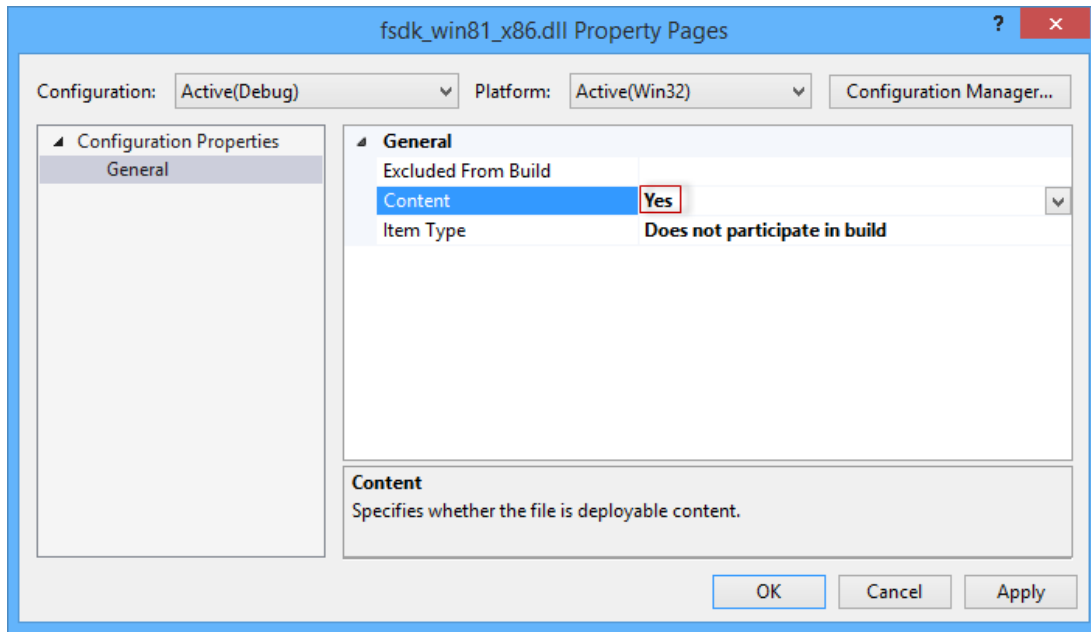 fsdk_win81_x86.dll Property Pages ?
Configuration: Active(Debug) Platform: Active(Win32) Configuration Manager...
Configuration Properties
General
General
Excluded From Build
Content Yes
Item Type Does not participate in build
Content
Specifies whether the file is deployable content.
OK Cancel Apply